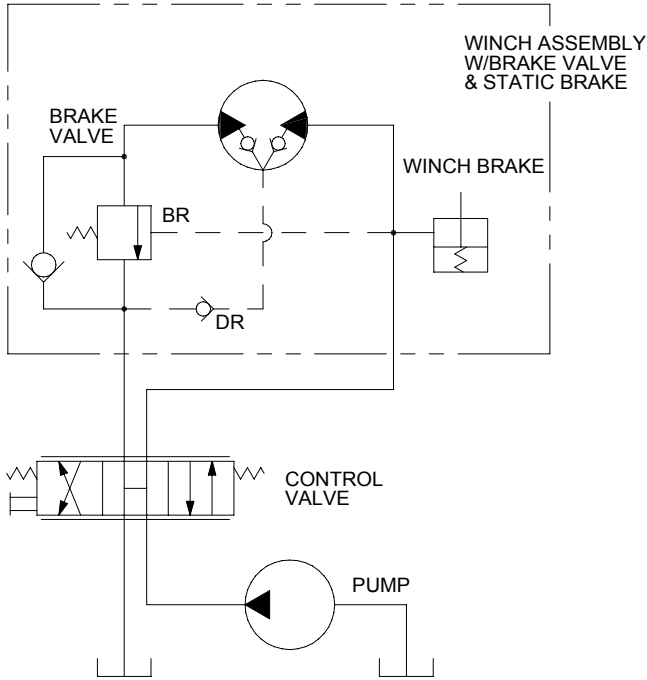 WINCH ASSEMBLY
W/BRAKE VALVE
& STATIC BRAKE
BRAKE
VALVE
WINCH BRAKE
BR
DR
CONTROL
VALVE
PUMP